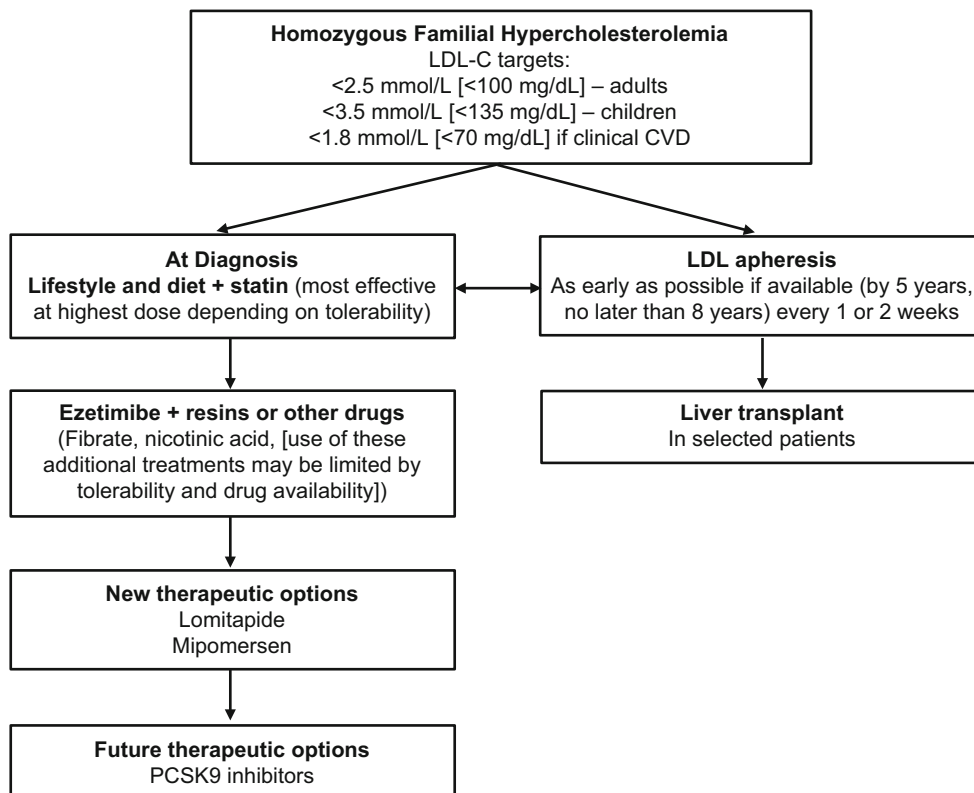 Homozygous Familial Hypercholesterolemia
LDL-C targets:
<2.5 mmol/L [<100 mg/dL] – adults
<3.5 mmol/L [<135 mg/dL] – children
<1.8 mmol/L [<70 mg/dL] if clinical CVD
At Diagnosis
Lifestyle and diet + statin (most effective
at highest dose depending on tolerability)
LDL apheresis
As early as possible if available (by 5 years,
no later than 8 years) every 1 or 2 weeks
Ezetimibe + resins or other drugs
(Fibrate, nicotinic acid, [use of these
additional treatments may be limited by
tolerability and drug availability])
Liver transplant
In selected patients
New therapeutic options
Lomitapide
Mipomersen
Future therapeutic options
PCSK9 inhibitors